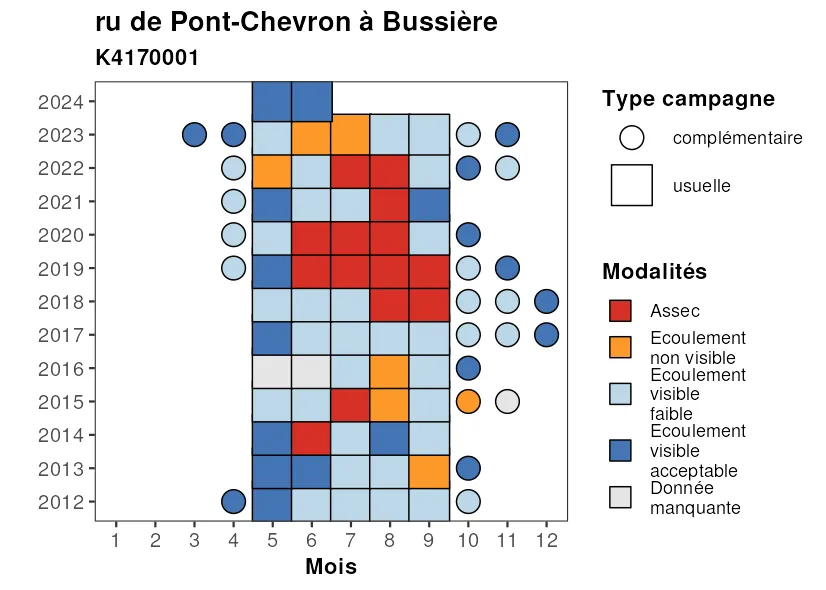 ru de Pont-Chevron à Bussière
K4170001
2024
2023
2022
2021
2020
2019
2018
2017
2016
2015
2014
2013
2012
1 2 3 4 5 6 7 8 9 10 11 12
Mois
Type campagne
complémentaire
usuelle
Modalités
Assec
Ecoulement
non visible
Ecoulement
visible
faible
Ecoulement
visible
acceptable
Donnée
manquante